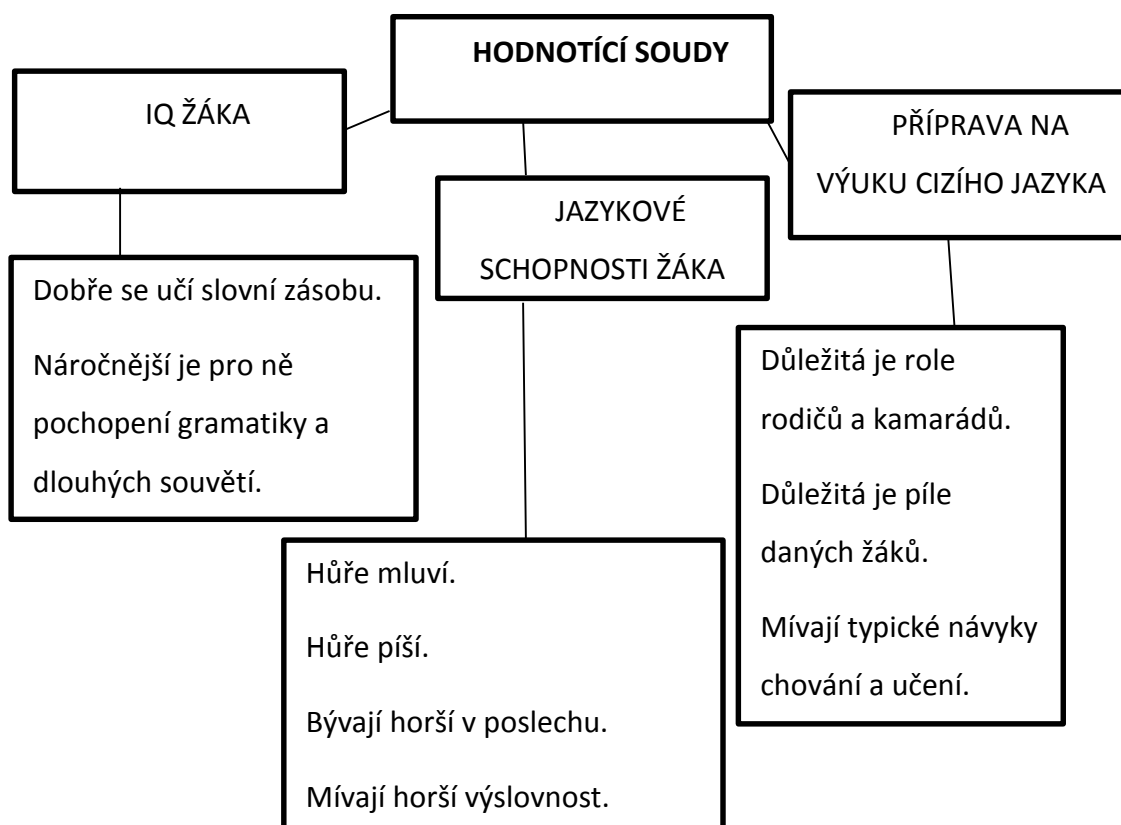 HODNOTÍCÍ SOUDY
IQ ŽÁKA
JAZYKOVÉ
SCHOPNOSTI ŽÁKA
PŘÍPRAVA NA
VÝUKU CIZÍHO JAZYKA
Dobře se učí slovní zásobu.
Náročnější je pro ně
pochopení gramatiky a
dlouhých souvětí.
Hůře mluví.
Hůře píší.
Bývají horší v poslechu.
Mívají horší výslovnost.
Důležitá je role
rodičů a kamarádů.
Důležitá je píle
daných žáků.
Mívají typické návyky
chování a učení.